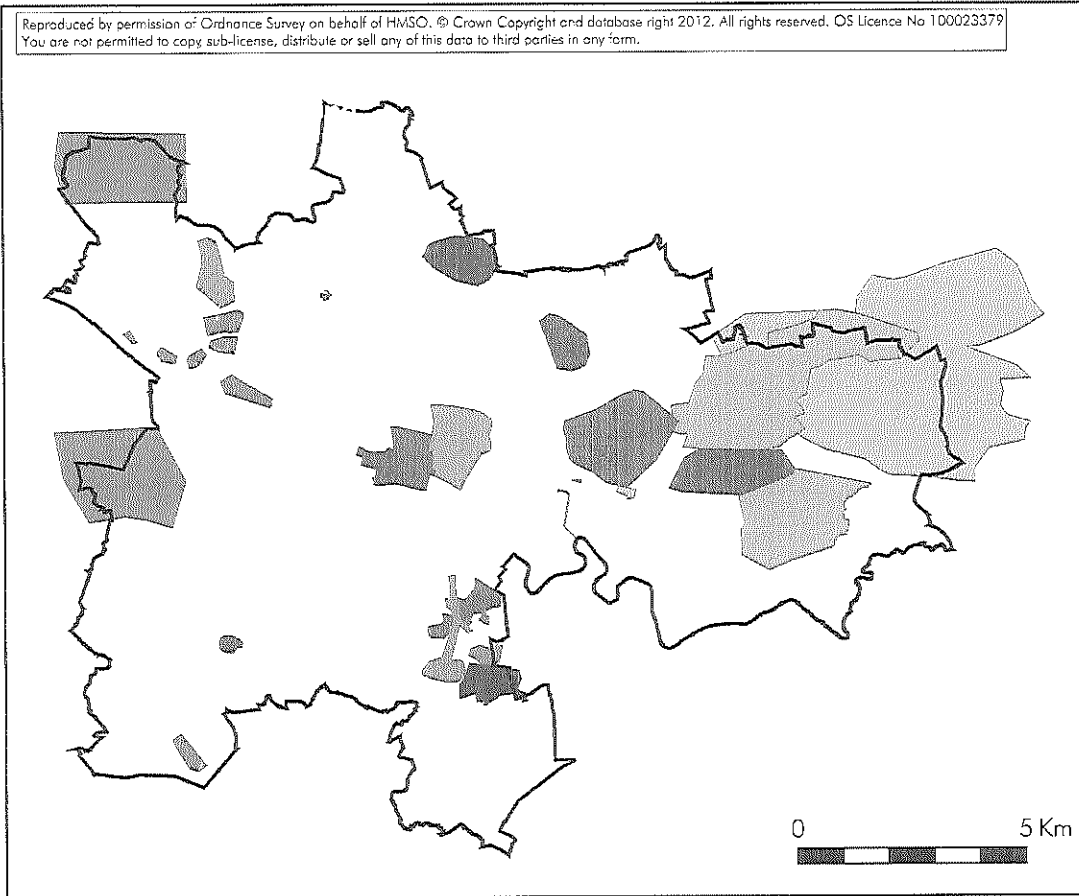 Reproduced by permission of Ordnance Survey on behalf of HMSO. © Crown Copyright and database right 2012. All rights reserved. OS Licence No 100023379
You are not permitted to copy, sub-license, distribute or sell any of this data to third parties in any form.
0 5 Km